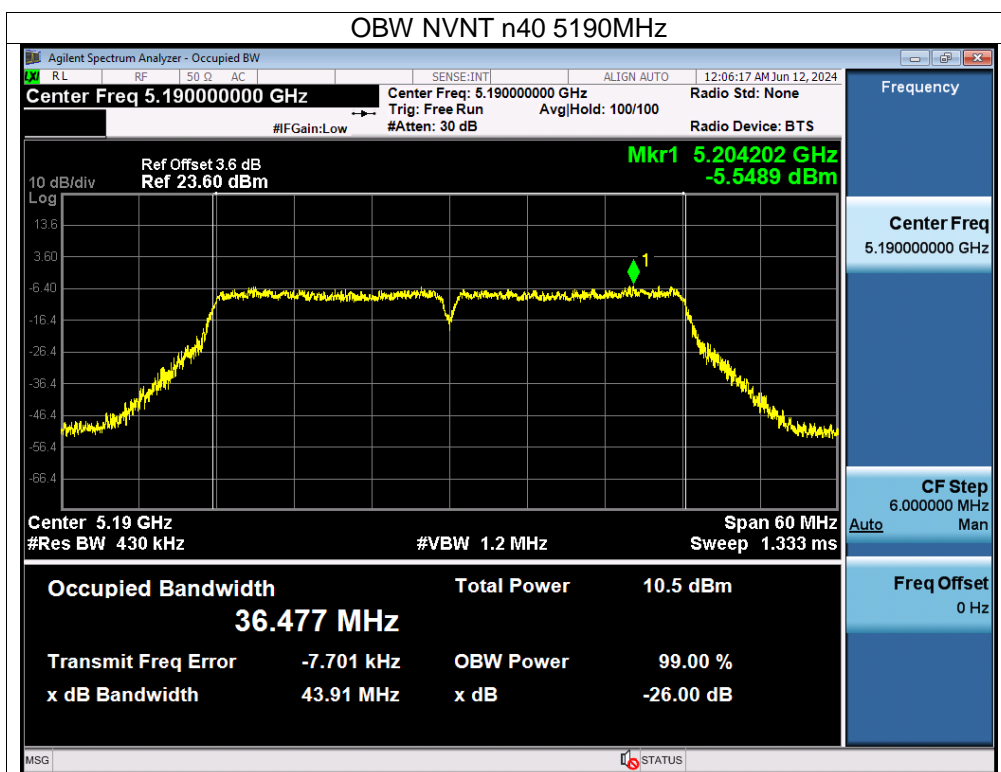 OBW NVNT n40 5190MHz
Agilent Spectrum Analyzer - Occupied BW
LXI RL RF 50 Ω AC SENSE:INT ALIGN AUTO 12:06:17 AM Jun 12, 2024
Center Freq 5.190000000 GHz
Center Freq: 5.190000000 GHz Radio Std: None
Trig: Free Run Avg|Hold: 100/100
#IFGain:Low #Atten: 30 dB Radio Device: BTS
Ref Offset 3.6 dB
10 dB/div Ref 23.60 dBm
Mkr1 5.204202 GHz
-5.5489 dBm
Log
13.6
3.60
-6.40
-16.4
-26.4
-36.4
-46.4
-56.4
-66.4
1
Center 5.19 GHz Span 60 MHz
#Res BW 430 kHz #VBW 1.2 MHz Sweep 1.333 ms
Occupied Bandwidth Total Power 10.5 dBm
36.477 MHz
Transmit Freq Error -7.701 kHz OBW Power 99.00 %
x dB Bandwidth 43.91 MHz x dB -26.00 dB
MSG STATUS
Frequency
Center Freq
5.190000000 GHz
CF Step
6.000000 MHz
Auto Man
Freq Offset
0 Hz